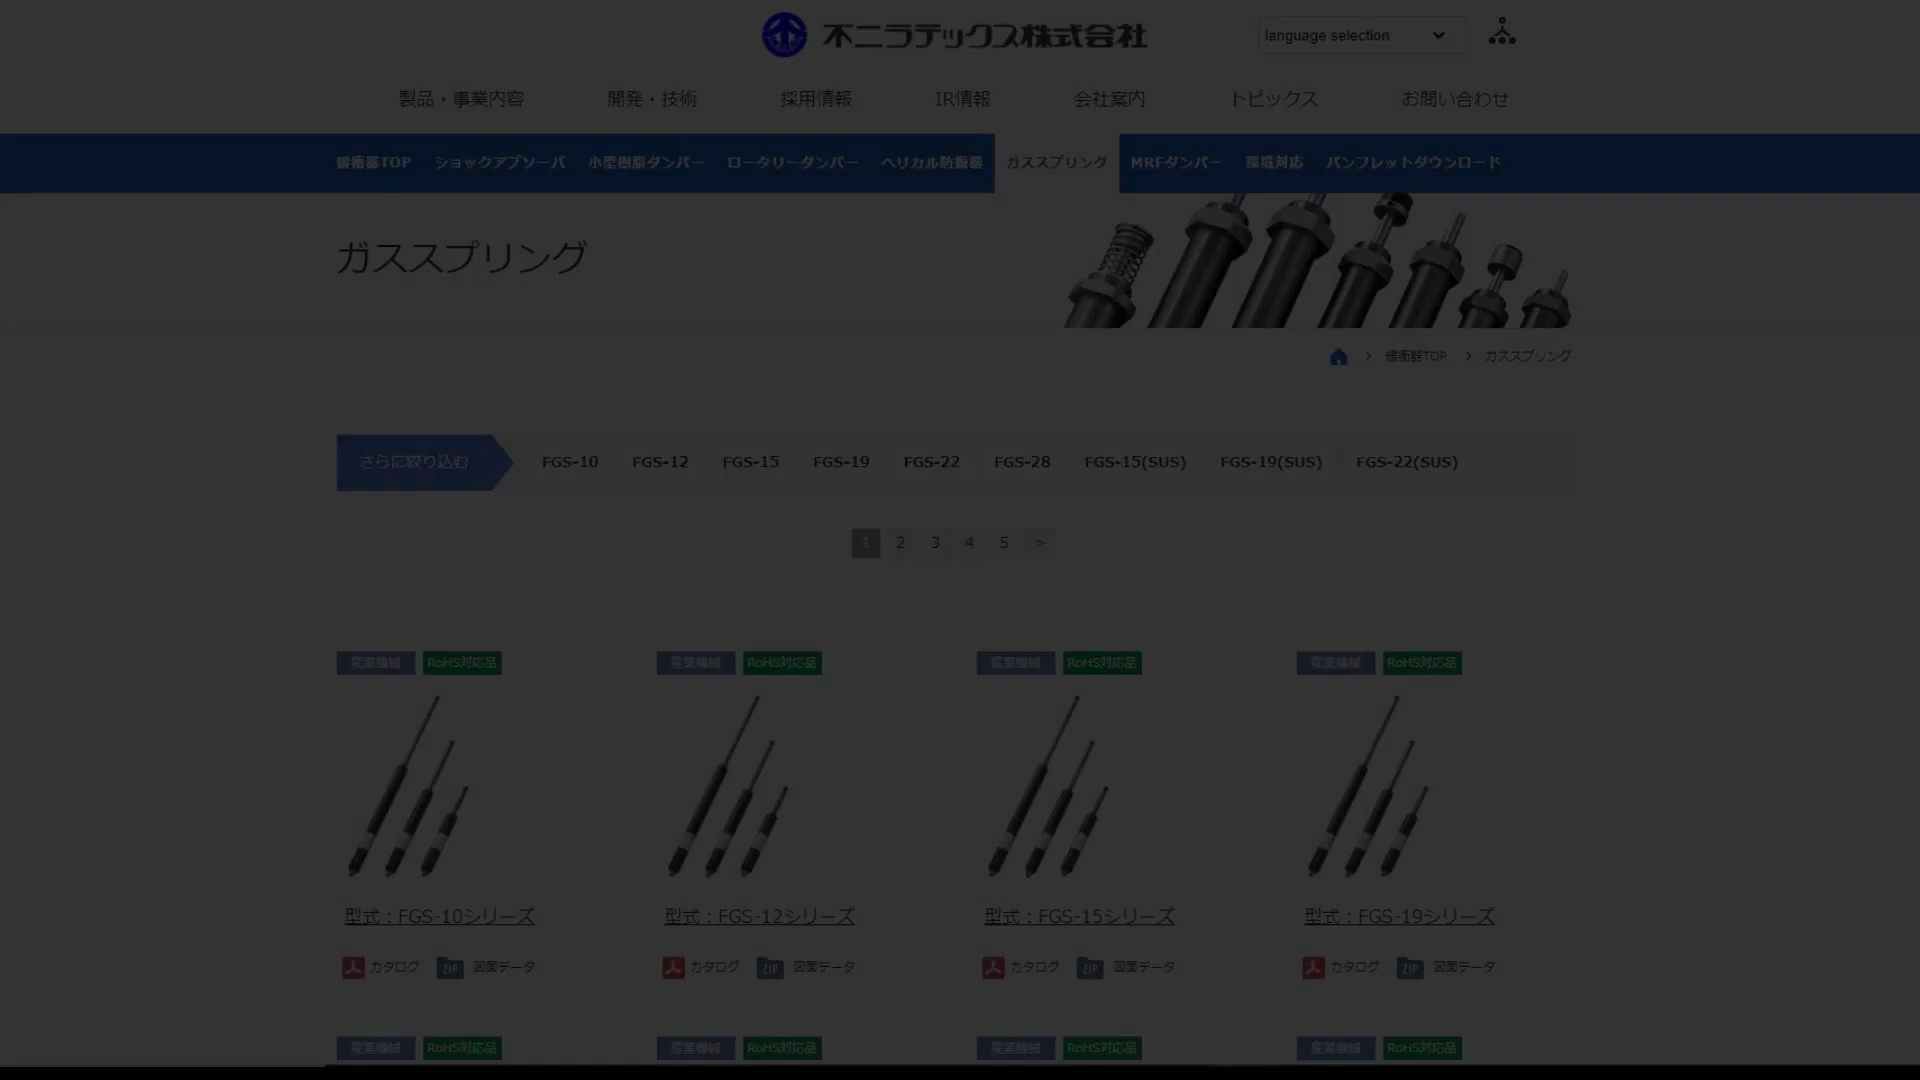 不二ラテックス株式会社
language selection
製品・事業内容 開発・技術 採用情報 IR情報 会社案内 トピックス お問い合わせ
緩衝器TOP ショックアブソーバ 小型樹脂ダンパー ロータリーダンパー ヘリカル防振器 ガススプリング MRFダンパー 環境対応 パンフレットダウンロード
ガススプリング
緩衝器TOP > ガススプリング
さらに絞り込む FGS-10 FGS-12 FGS-15 FGS-19 FGS-22 FGS-28 FGS-15(SUS) FGS-19(SUS) FGS-22(SUS)
1 2 3 4 5 >
産業機械 RoHS対応品 産業機械 RoHS対応品 産業機械 RoHS対応品 産業機械 RoHS対応品
型式：FGS-10シリーズ 型式：FGS-12シリーズ 型式：FGS-15シリーズ 型式：FGS-19シリーズ
カタログ ZIP 図面データ カタログ ZIP 図面データ カタログ ZIP 図面データ カタログ ZIP 図面データ
産業機械 RoHS対応品 産業機械 RoHS対応品 産業機械 RoHS対応品 産業機械 RoHS対応品